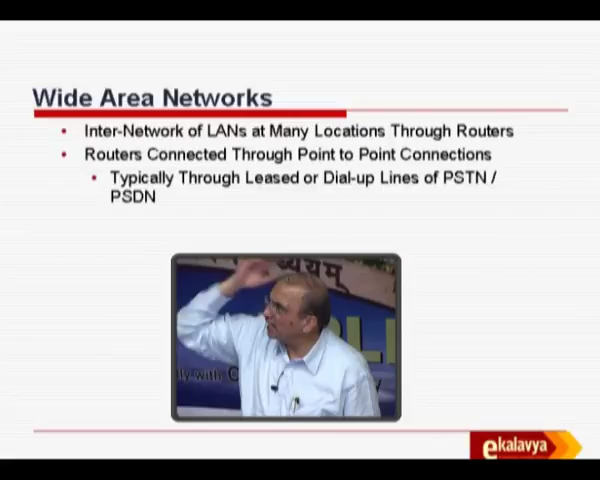 Wide Area Networks
• Inter-Network of LANs at Many Locations Through Routers
• Routers Connected Through Point to Point Connections
• Typically Through Leased or Dial-up Lines of PSTN /
PSDN
ekalavya